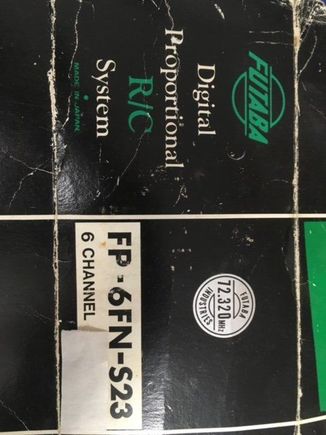 FUTABA
Digital
Proportional
R/C
System
MADE IN JAPAN
FUTABA
72.320MHz
INDUSTRIES
FP-6FN-S23
6 CHANNEL